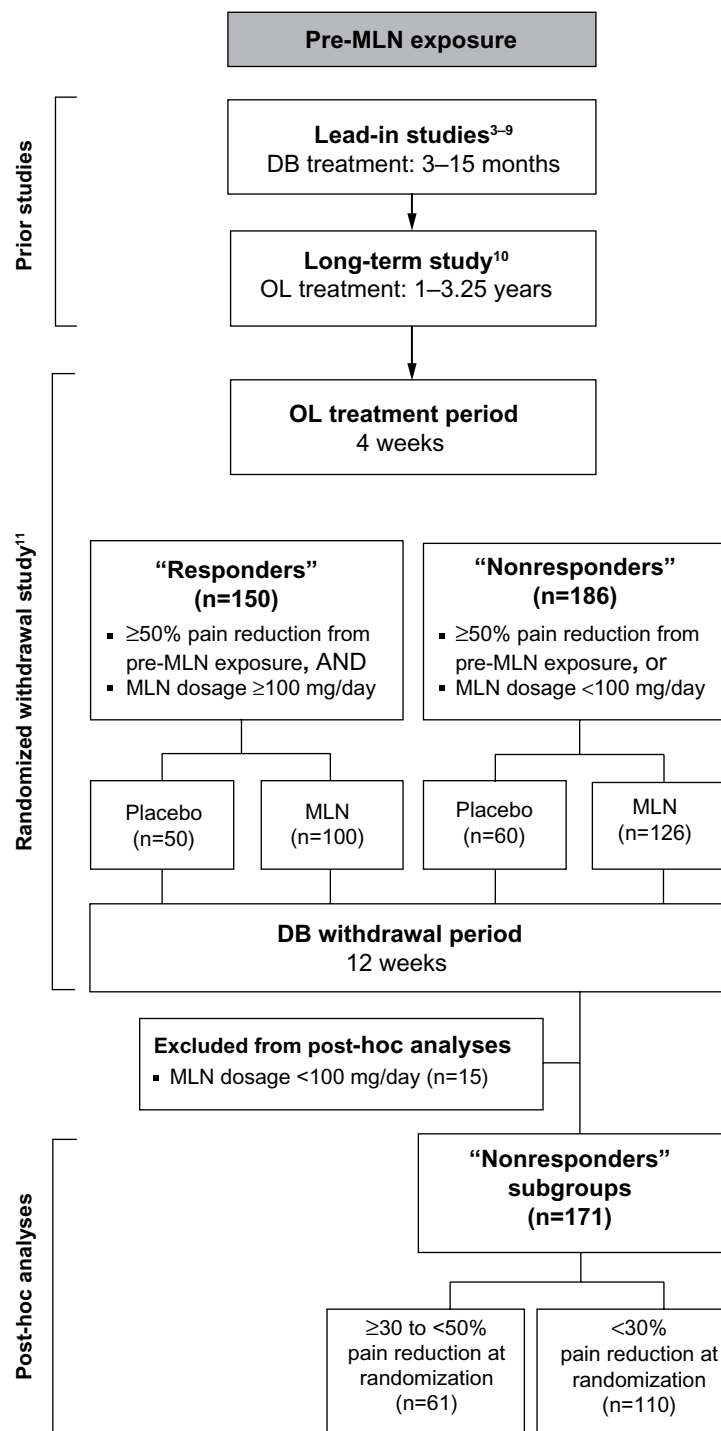 Pre-MLN exposure
Prior studies
Lead-in studies³⁻⁹
DB treatment: 3–15 months
Long-term study¹⁰
OL treatment: 1–3.25 years
Randomized withdrawal study¹¹
OL treatment period
4 weeks
“Responders”
(n=150)
▪ ≥50% pain reduction from
pre-MLN exposure, AND
▪ MLN dosage ≥100 mg/day
“Nonresponders”
(n=186)
▪ ≥50% pain reduction from
pre-MLN exposure, or
▪ MLN dosage <100 mg/day
Placebo
(n=50)
MLN
(n=100)
Placebo
(n=60)
MLN
(n=126)
DB withdrawal period
12 weeks
Excluded from post-hoc analyses
▪ MLN dosage <100 mg/day (n=15)
Post-hoc analyses
“Nonresponders”
subgroups
(n=171)
≥30 to <50%
pain reduction at
randomization
(n=61)
<30%
pain reduction at
randomization
(n=110)